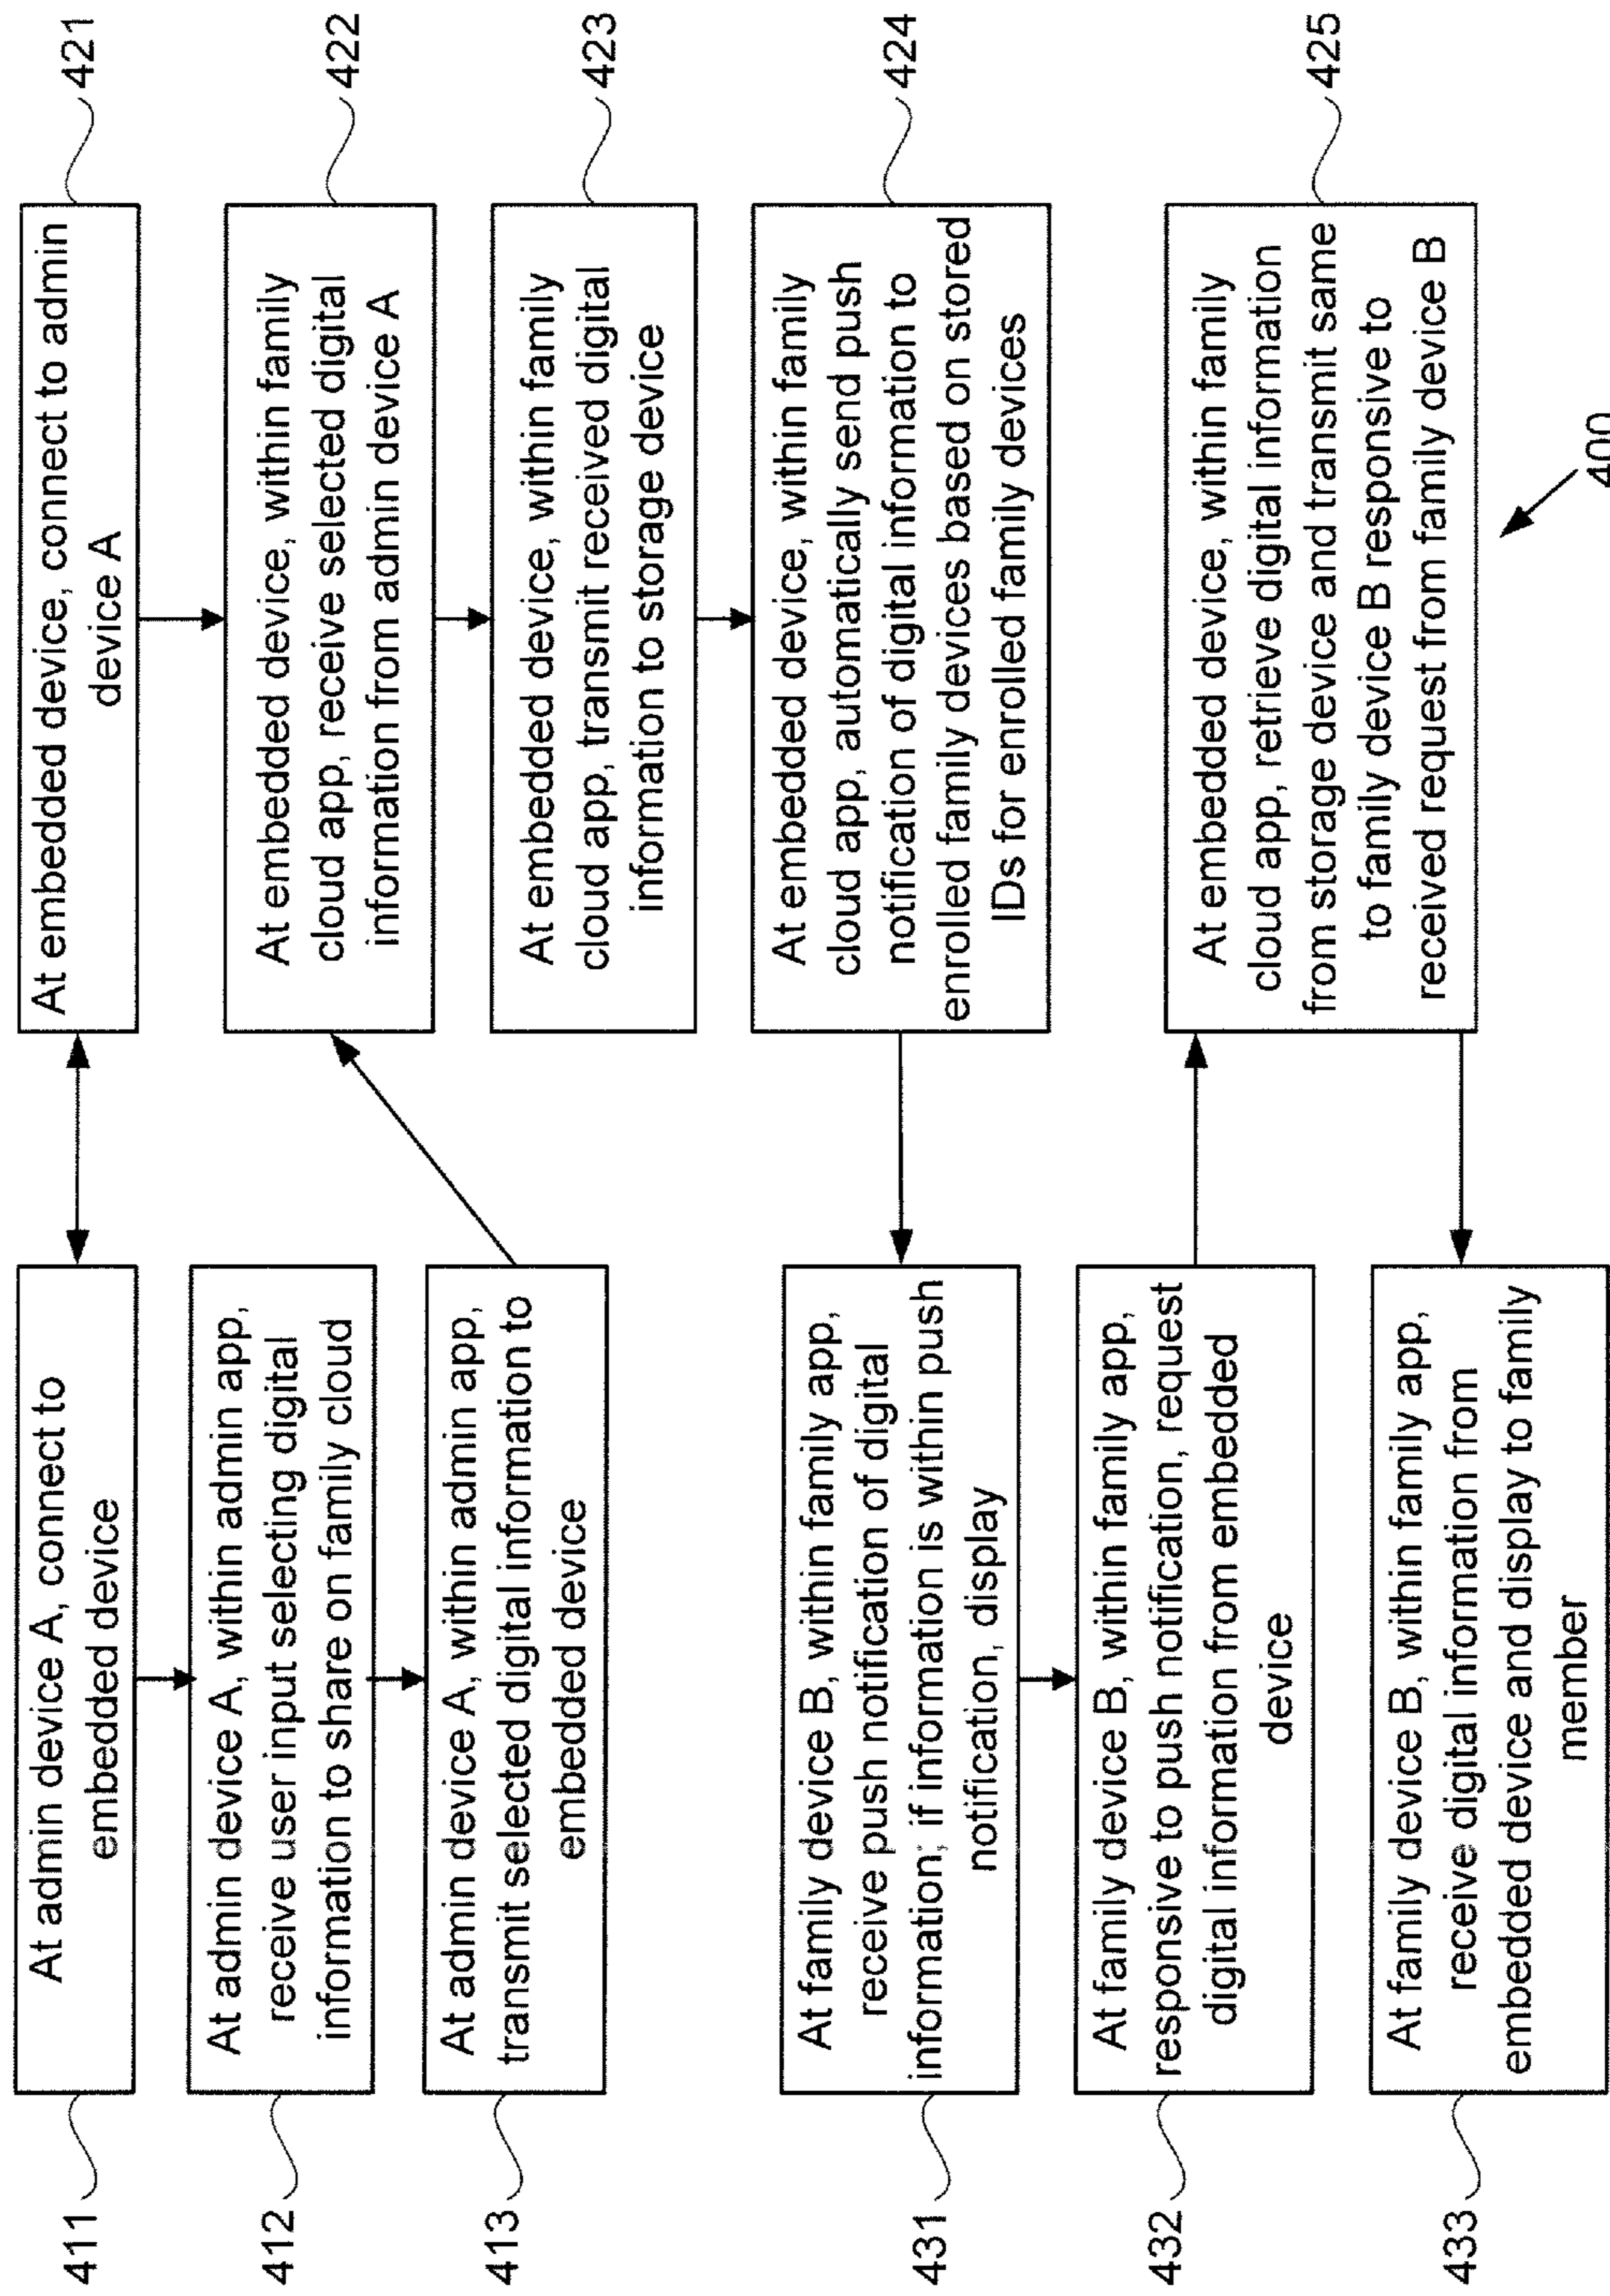 411
At admin device A, connect to
embedded device
412
At admin device A, within admin app,
receive user input selecting digital
information to share on family cloud
413
At admin device A, within admin app,
transmit selected digital information to
embedded device
431
At family device B, within family app,
receive push notification of digital
information; if information is within push
notification, display
432
At family device B, within family app,
responsive to push notification, request
digital information from embedded
device
433
At family device B, within family app,
receive digital information from
embedded device and display to family
member
421
At embedded device, connect to admin
device A
422
At embedded device, within family
cloud app, receive selected digital
information from admin device A
423
At embedded device, within family
cloud app, transmit received digital
information to storage device
424
At embedded device, within family
cloud app, automatically send push
notification of digital information to
enrolled family devices based on stored
IDs for enrolled family devices
425
At embedded device, within family
cloud app, retrieve digital information
from storage device and transmit same
to family device B responsive to
received request from family device B
400